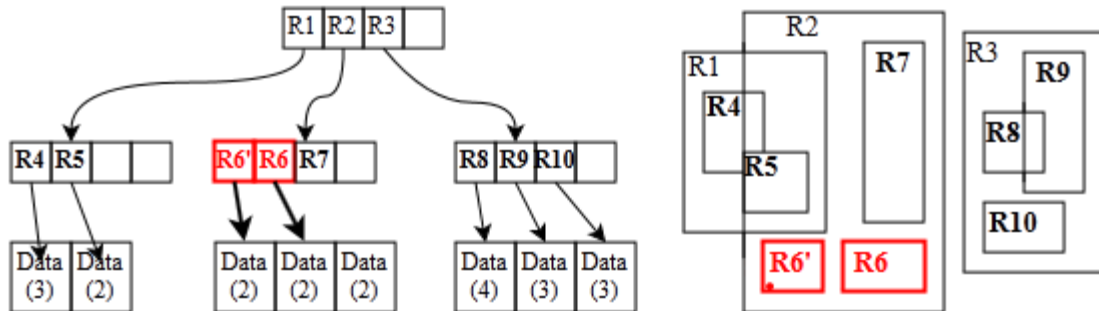 R1 R2 R3
R4 R5
R6' R6 R7
R8 R9 R10
Data (3)
Data (2)
Data (2)
Data (2)
Data (2)
Data (4)
Data (3)
Data (3)
R2
R1
R7
R4
R5
R6'
R6
R3
R9
R8
R10